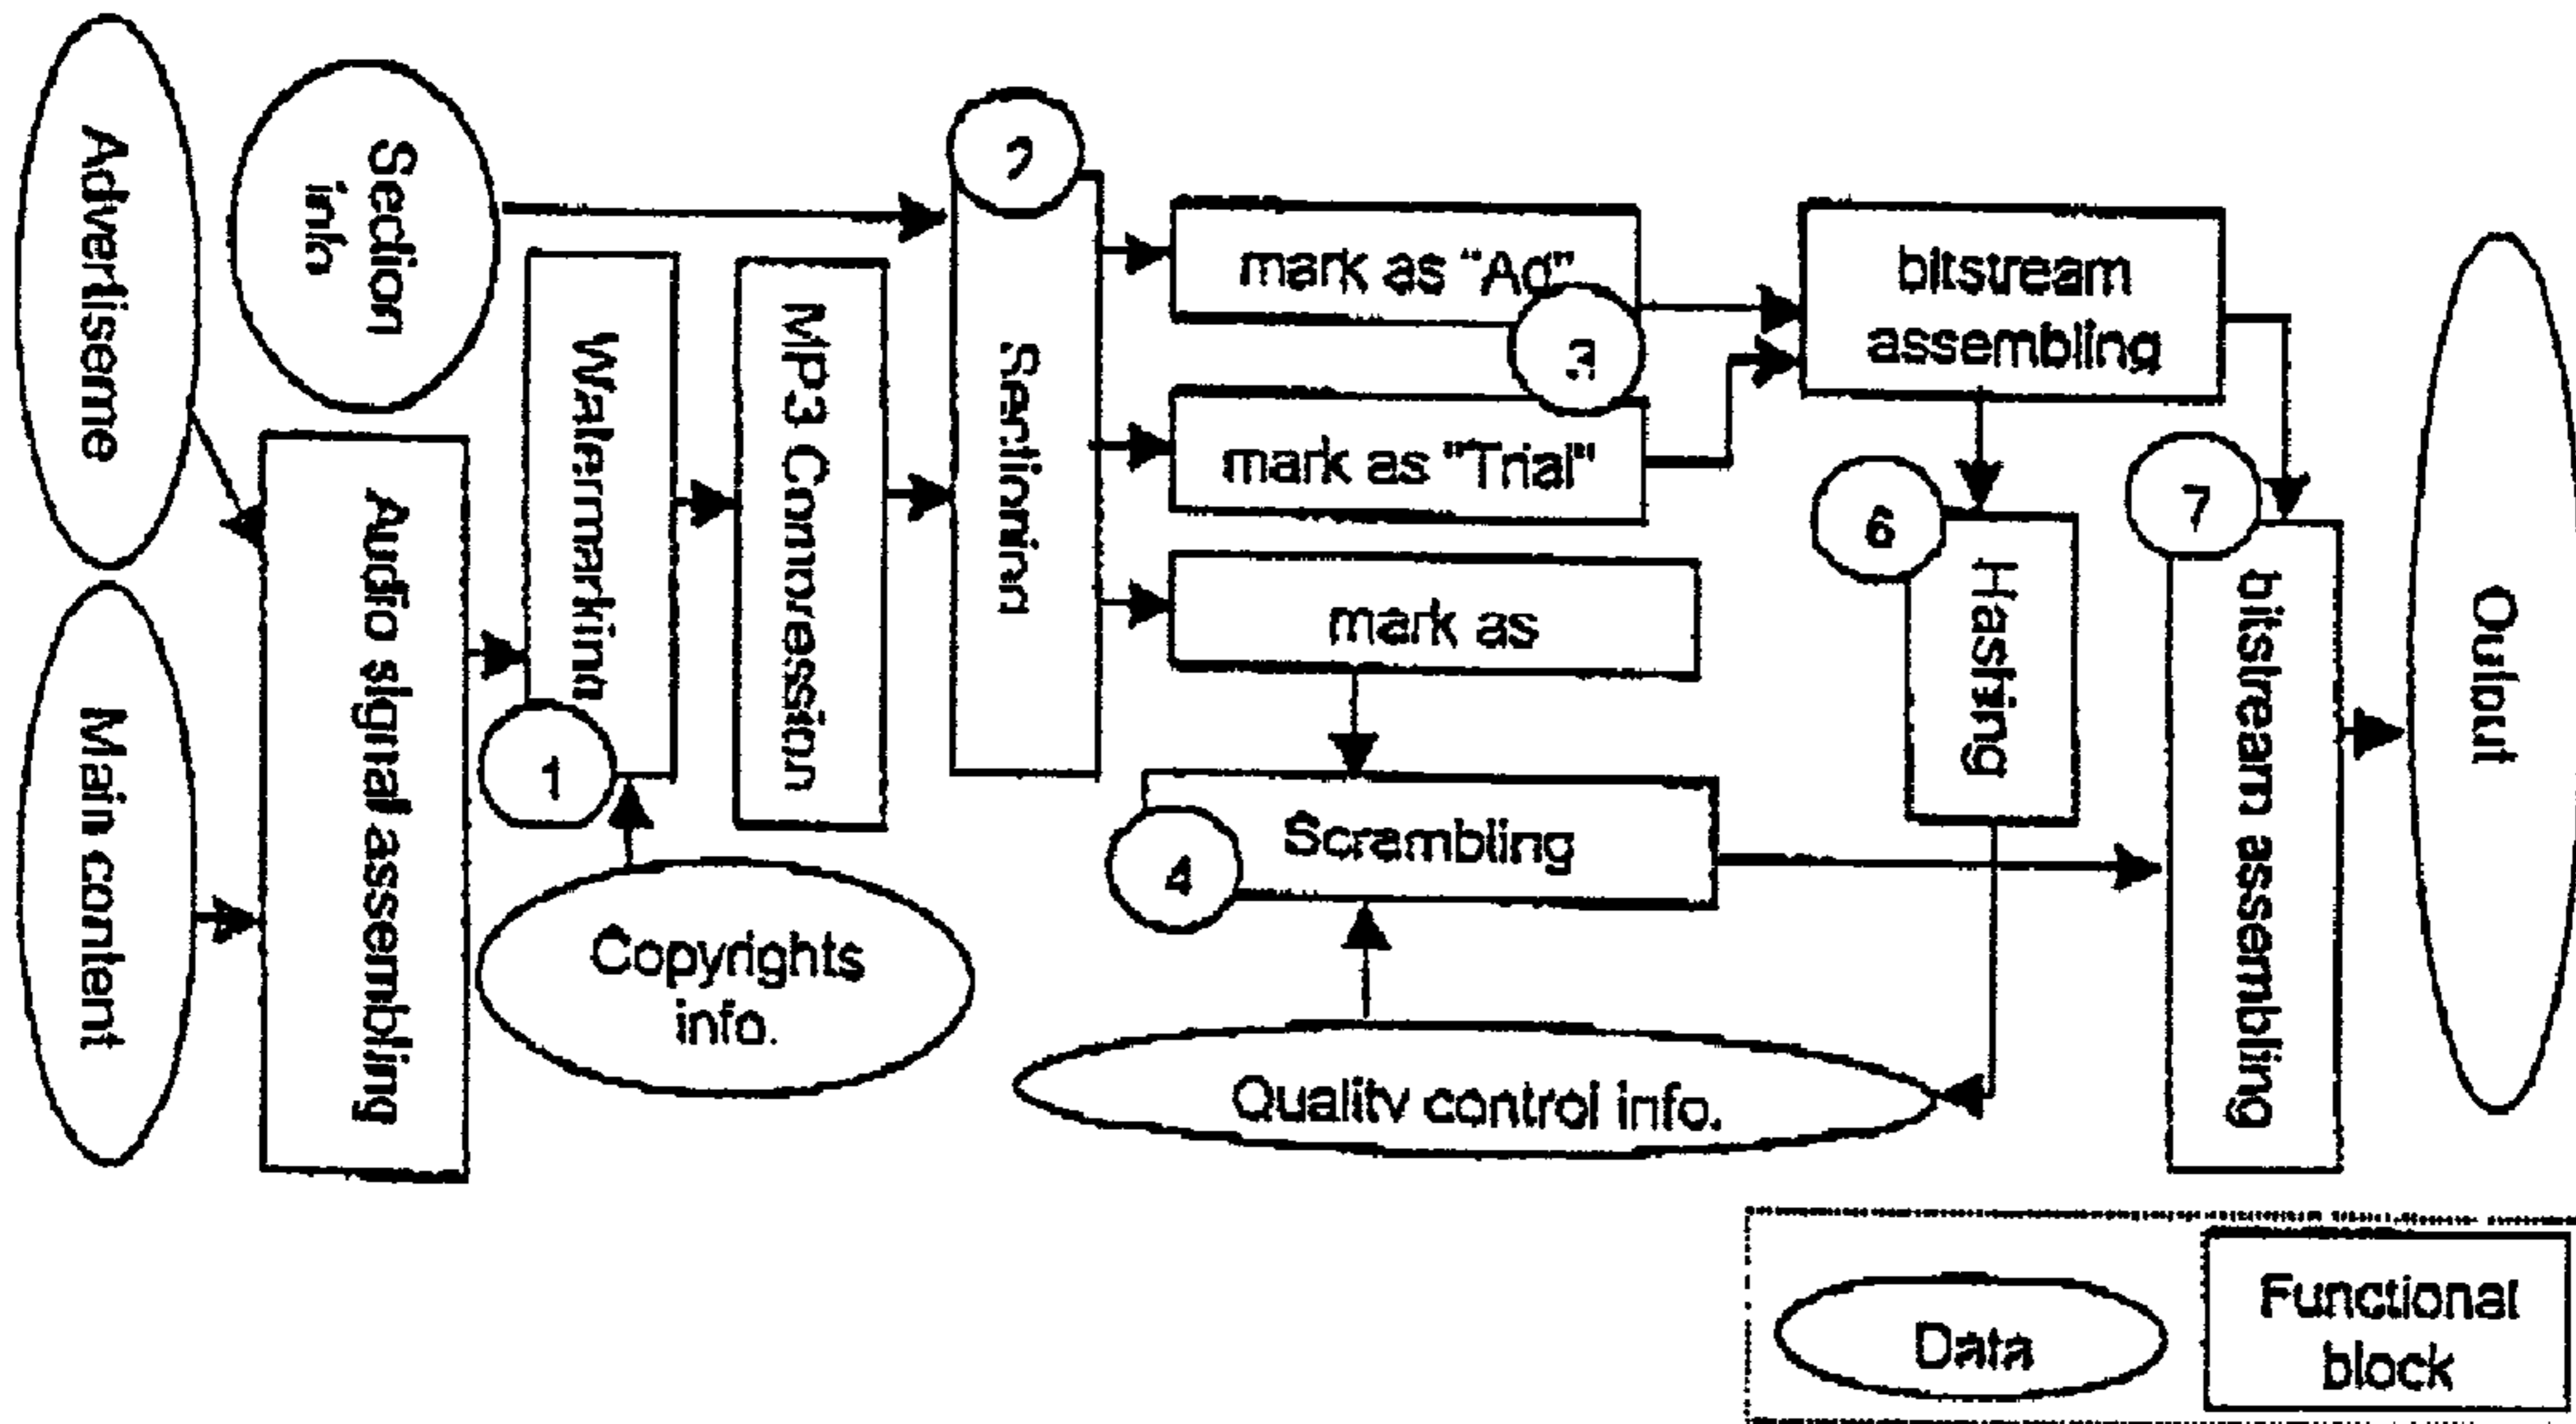 Advertiseme
Section
info
Main content
Audio signal assembling
Watermarking
1
Copyrights
info.
MP3 Compression
2
Sectioning
mark as "Ad"
3
mark as "Trial"
mark as
Scrambling
4
Quality control info.
bitstream
assembling
6
Hashing
7
bitstream assembling
Output
Data
Functional
block